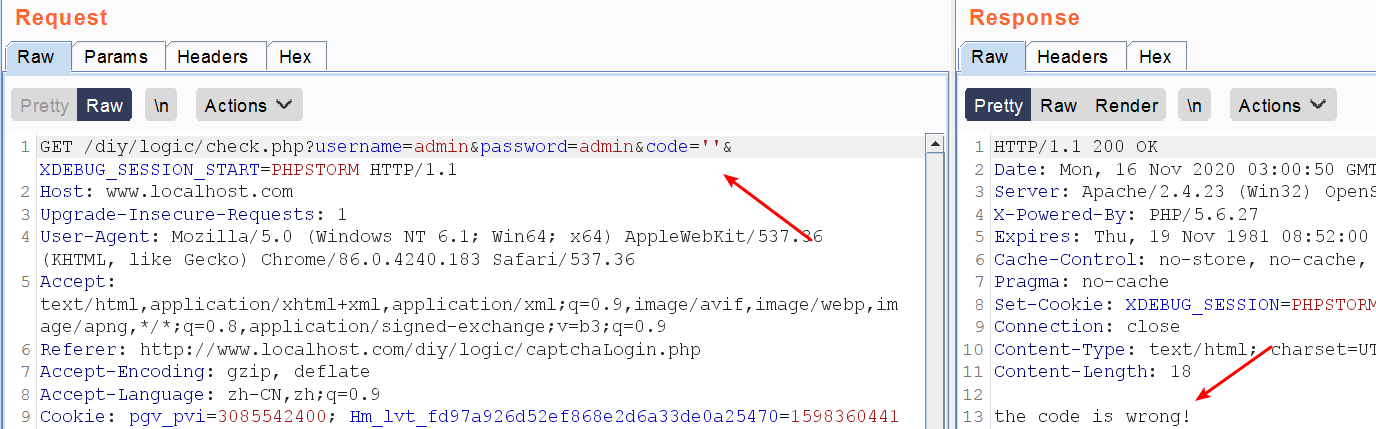 Request
Raw Params Headers Hex
Pretty Raw \n Actions
1 GET /diy/logic/check.php?username=admin&password=admin&code=''&
XDEBUG_SESSION_START=PHPSTORM HTTP/1.1
2 Host: www.localhost.com
3 Upgrade-Insecure-Requests: 1
4 User-Agent: Mozilla/5.0 (Windows NT 6.1; Win64; x64) AppleWebKit/537.36
(KHTML, like Gecko) Chrome/86.0.4240.183 Safari/537.36
5 Accept:
text/html,application/xhtml+xml,application/xml;q=0.9,image/avif,image/webp,im
age/apng,*/*;q=0.8,application/signed-exchange;v=b3;q=0.9
6 Referer: http://www.localhost.com/diy/logic/captchaLogin.php
7 Accept-Encoding: gzip, deflate
8 Accept-Language: zh-CN,zh;q=0.9
9 Cookie: pgv_pvi=3085542400; Hm_lvt_fd97a926d52ef868e2d6a33de0a25470=1598360441
Response
Raw Headers Hex
Pretty Raw Render \n Actions
1 HTTP/1.1 200 OK
2 Date: Mon, 16 Nov 2020 03:00:50 GMT
3 Server: Apache/2.4.23 (Win32) OpenS
4 X-Powered-By: PHP/5.6.27
5 Expires: Thu, 19 Nov 1981 08:52:00
6 Cache-Control: no-store, no-cache,
7 Pragma: no-cache
8 Set-Cookie: XDEBUG_SESSION=PHPSTORM
9 Connection: close
10 Content-Type: text/html; charset=UT
11 Content-Length: 18
12
13 the code is wrong!